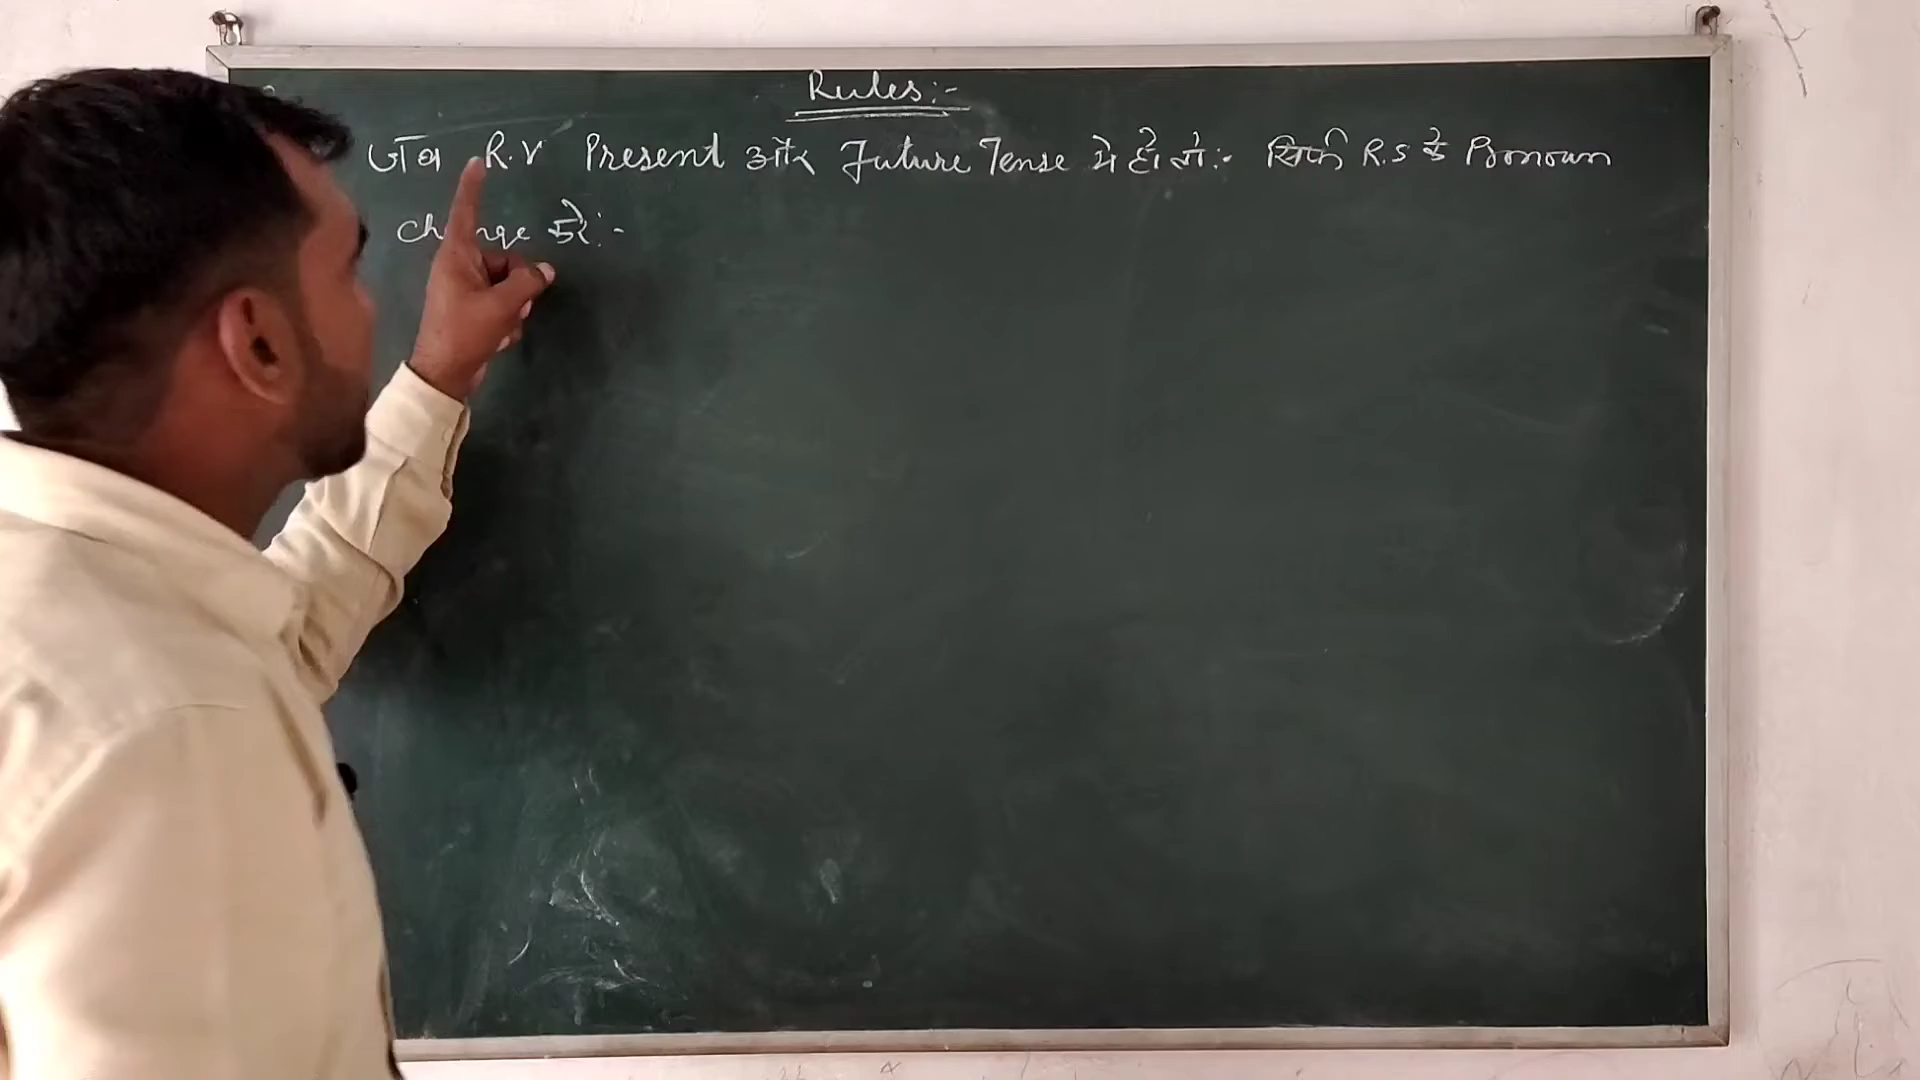 Rules:-
जब R.V Present और Future Tense मे हो तो:- सिर्फ R.S के Pronoun
change करे:-